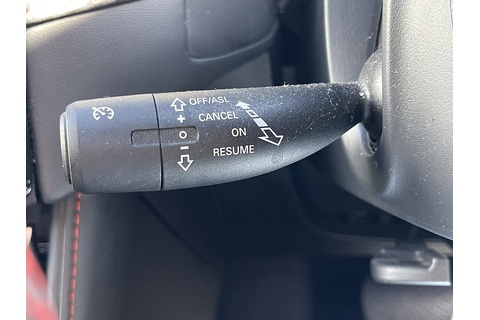 OFF/ASL
+ CANCEL
O ON
- RESUME